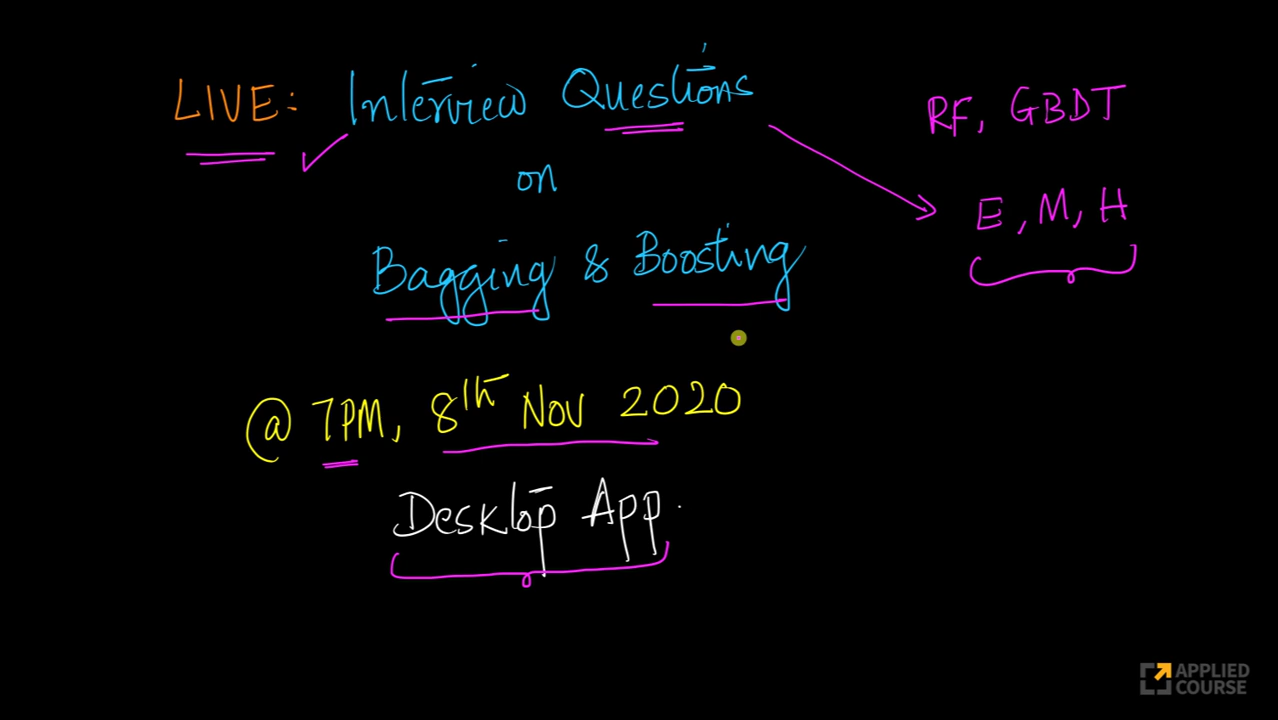 LIVE: Interview Questions
RF, GBDT
on
E, M, H
Bagging & Boosting
@ 7PM, 8th Nov 2020
Desktop App.
APPLIED
COURSE